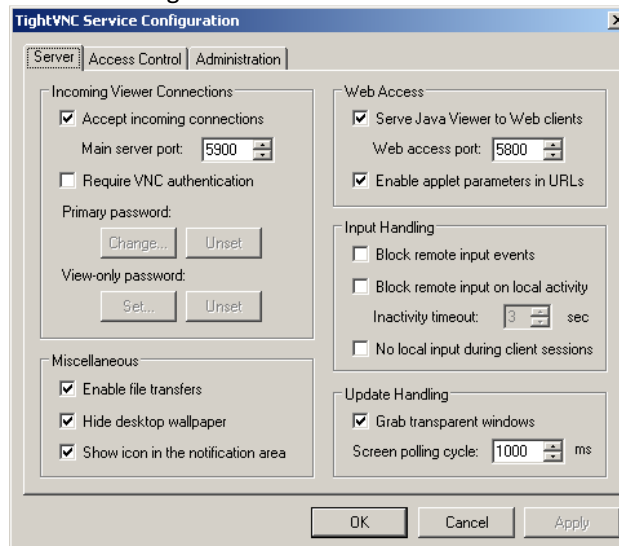 TightVNC Service Configuration
Server Access Control Administration
Incoming Viewer Connections
Accept incoming connections
Main server port: 5900
Require VNC authentication
Primary password:
Change... Unset
View-only password:
Set... Unset
Miscellaneous
Enable file transfers
Hide desktop wallpaper
Show icon in the notification area
Web Access
Serve Java Viewer to Web clients
Web access port: 5800
Enable applet parameters in URLs
Input Handling
Block remote input events
Block remote input on local activity
Inactivity timeout: 3 sec
No local input during client sessions
Update Handling
Grab transparent windows
Screen polling cycle: 1000 ms
OK Cancel Apply